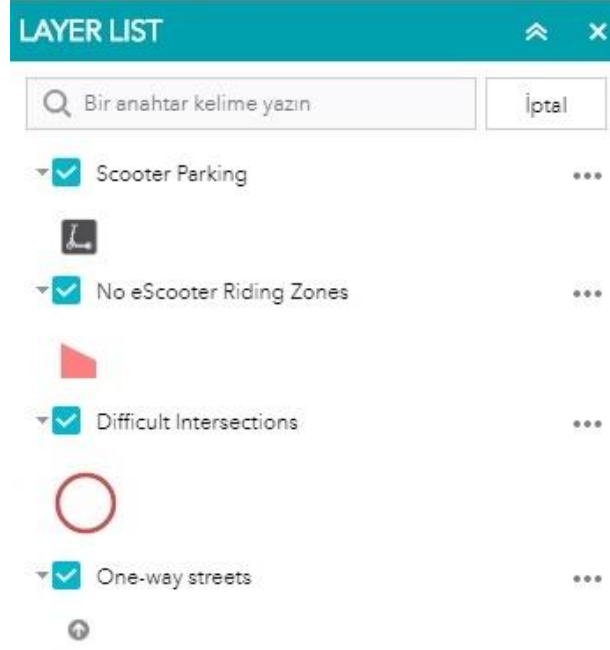 LAYER LIST
Bir anahtar kelime yazın
İptal
Scooter Parking
No eScooter Riding Zones
Difficult Intersections
One-way streets